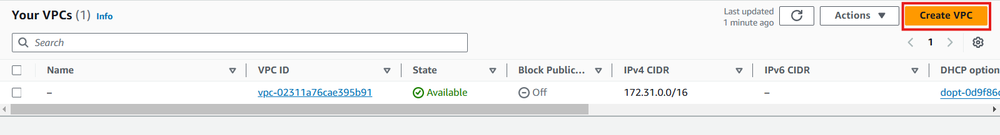 Your VPCs (1) Info
Last updated
1 minute ago
Actions
Create VPC
Search
1
Name VPC ID State Block Public... IPv4 CIDR IPv6 CIDR DHCP option
– vpc-02311a76cae395b91 Available Off 172.31.0.0/16 – dopt-0d9f86c